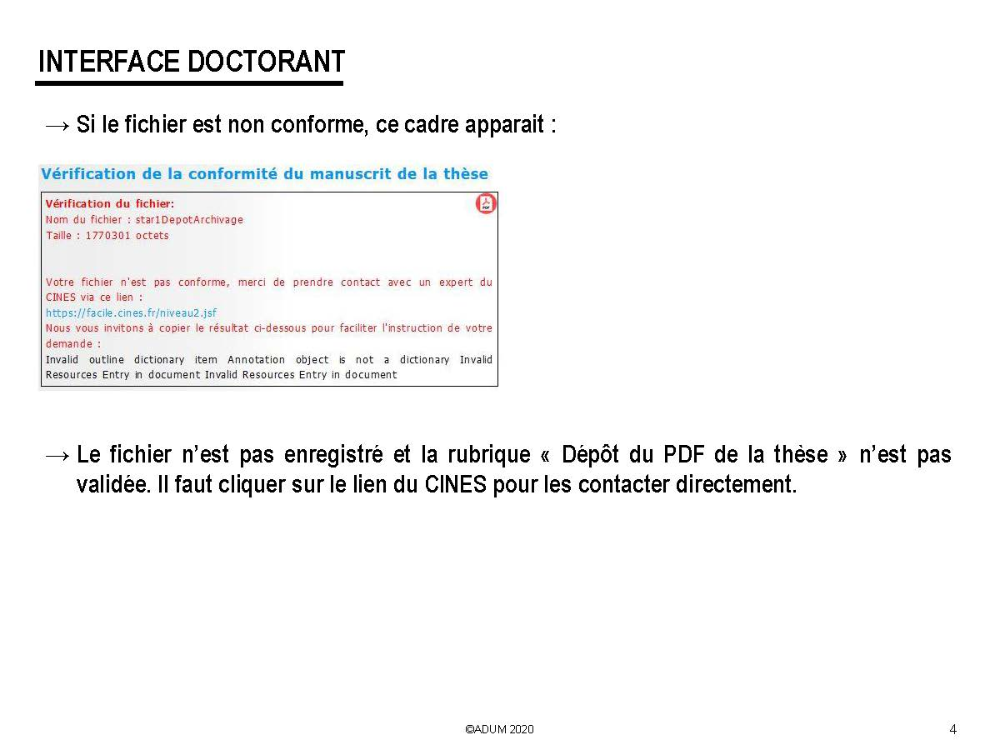 INTERFACE DOCTORANT
→ Si le fichier est non conforme, ce cadre apparait :
Vérification de la conformité du manuscrit de la thèse
Vérification du fichier:
Nom du fichier : star1DepotArchivage
Taille : 1770301 octets
PDF
Votre fichier n'est pas conforme, merci de prendre contact avec un expert du
CINES via ce lien :
https://facile.cines.fr/niveau2.jsf
Nous vous invitons à copier le résultat ci-dessous pour faciliter l'instruction de votre
demande :
Invalid outline dictionary item Annotation object is not a dictionary Invalid
Resources Entry in document Invalid Resources Entry in document
→ Le fichier n’est pas enregistré et la rubrique « Dépôt du PDF de la thèse » n’est pas
validée. Il faut cliquer sur le lien du CINES pour les contacter directement.
©ADUM 2020
4